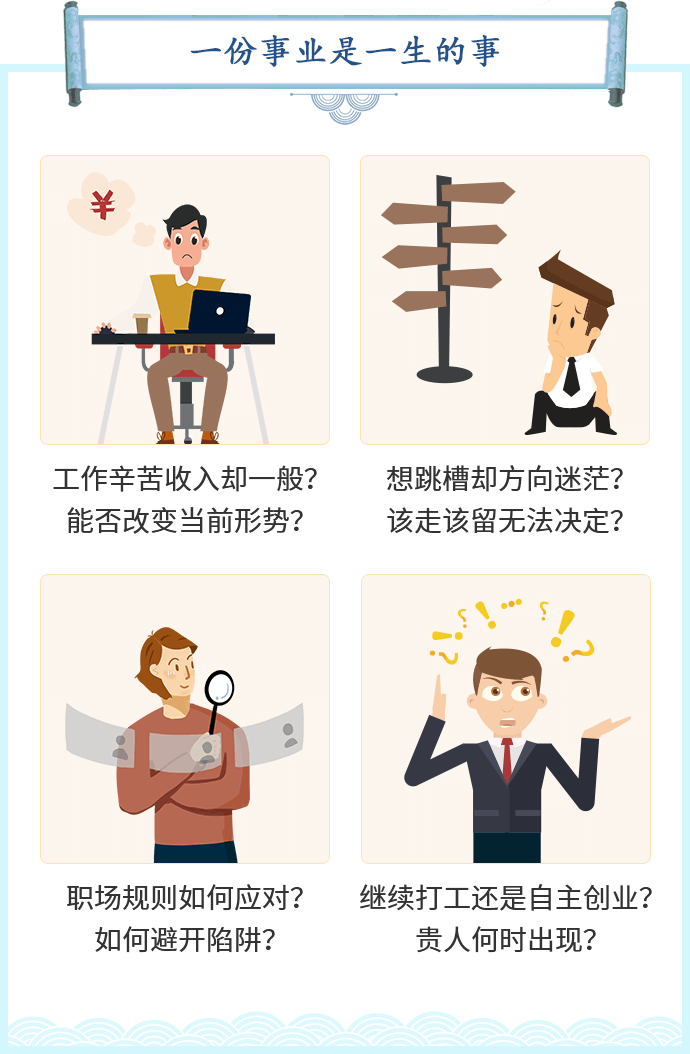 一份事业是一生的事
¥
工作辛苦收入却一般?
能否改变当前形势?
想跳槽却方向迷茫?
该走该留无法决定?
! ? ! ? ! ? ?
职场规则如何应对?
如何避开陷阱?
继续打工还是自主创业?
贵人何时出现?